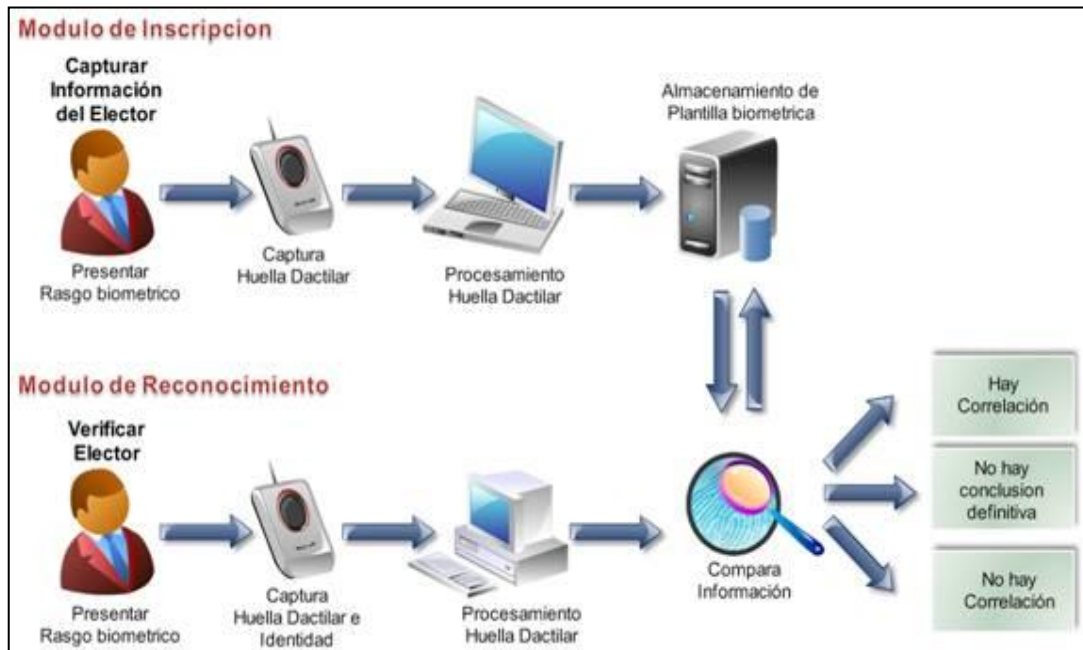 Modulo de Inscripcion
Capturar
Información
del Elector
Presentar
Rasgo biometrico
Captura
Huella Dactilar
Procesamiento
Huella Dactilar
Almacenamiento de
Plantilla biometrica
Modulo de Reconocimiento
Verificar
Elector
Presentar
Rasgo biometrico
Captura
Huella Dactilar e
Identidad
Procesamiento
Huella Dactilar
Compara
Información
Hay
Correlación
No hay
conclusion
definitiva
No hay
Correlación